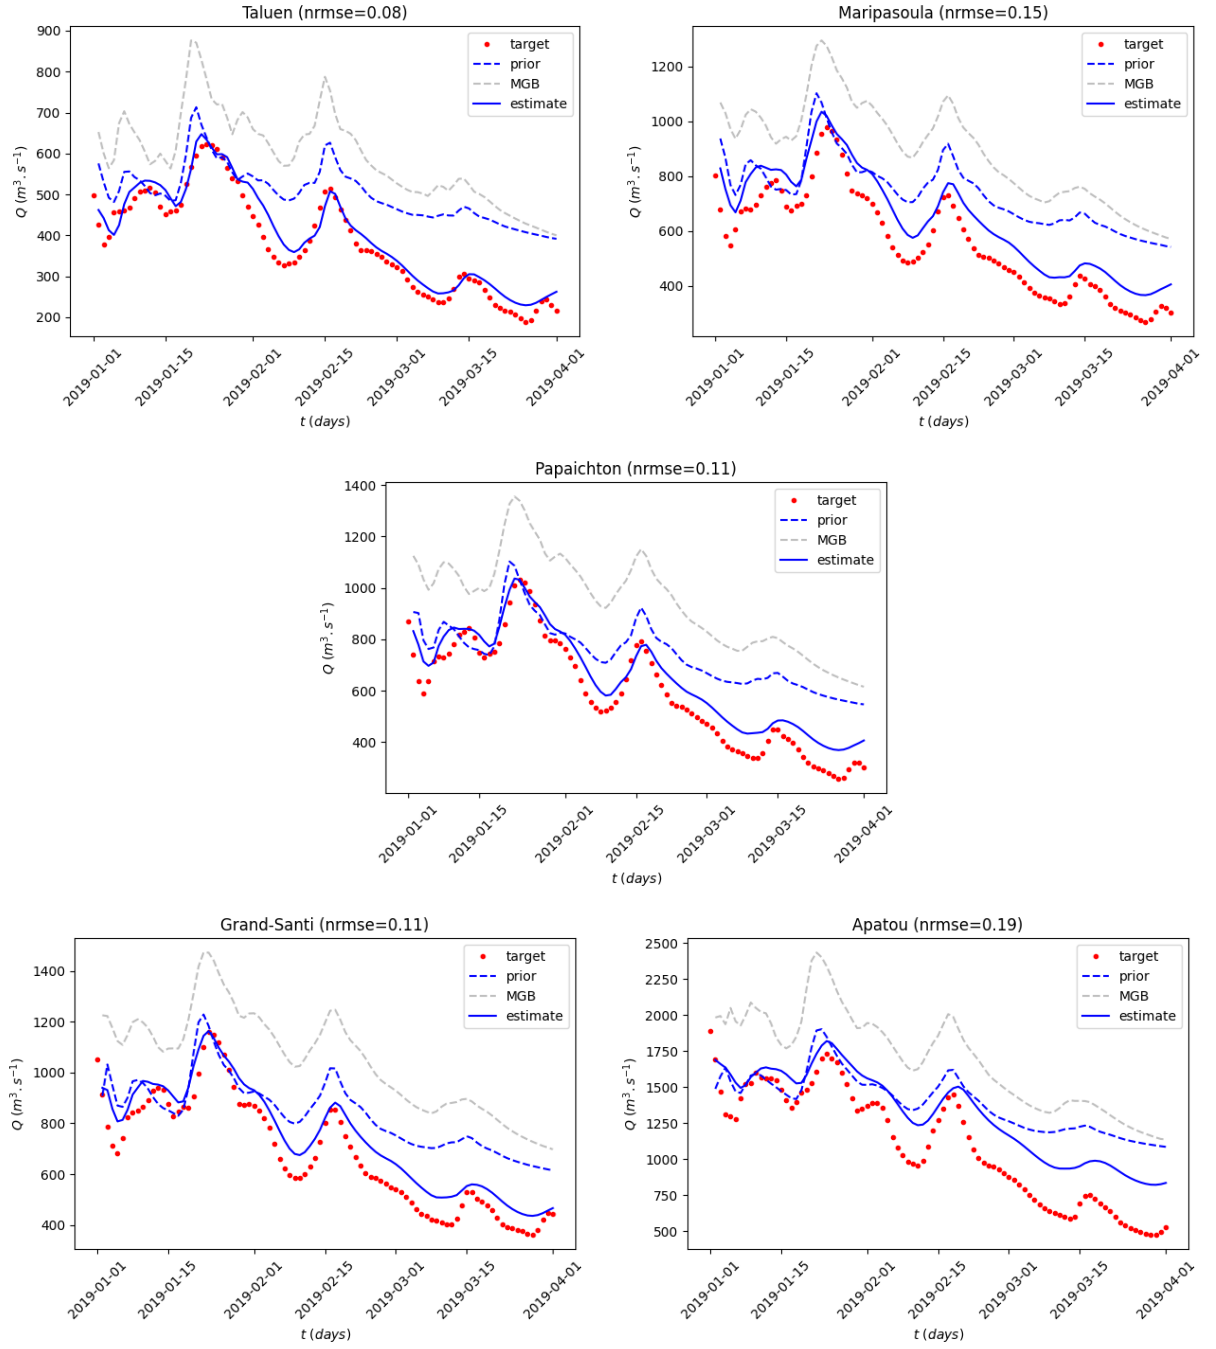 Taluen (nrmse=0.08)
900
800
700
600
500
400
300
200
Q (m³. s⁻¹)
target
prior
MGB
estimate
2019-01-01
2019-01-15
2019-02-01
2019-02-15
2019-03-01
2019-03-15
2019-04-01
t (days)
Maripasoula (nrmse=0.15)
1200
1000
800
600
400
Q (m³. s⁻¹)
target
prior
MGB
estimate
2019-01-01
2019-01-15
2019-02-01
2019-02-15
2019-03-01
2019-03-15
2019-04-01
t (days)
Papaichton (nrmse=0.11)
1400
1200
1000
800
600
400
Q (m³. s⁻¹)
target
prior
MGB
estimate
2019-01-01
2019-01-15
2019-02-01
2019-02-15
2019-03-01
2019-03-15
2019-04-01
t (days)
Grand-Santi (nrmse=0.11)
1400
1200
1000
800
600
400
Q (m³. s⁻¹)
target
prior
MGB
estimate
2019-01-01
2019-01-15
2019-02-01
2019-02-15
2019-03-01
2019-03-15
2019-04-01
t (days)
Apatou (nrmse=0.19)
2500
2250
2000
1750
1500
1250
1000
750
500
Q (m³. s⁻¹)
target
prior
MGB
estimate
2019-01-01
2019-01-15
2019-02-01
2019-02-15
2019-03-01
2019-03-15
2019-04-01
t (days)